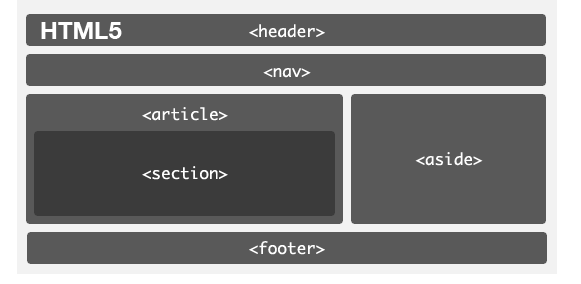 HTML5 <header>
<nav>
<article>
<section>
<aside>
<footer>